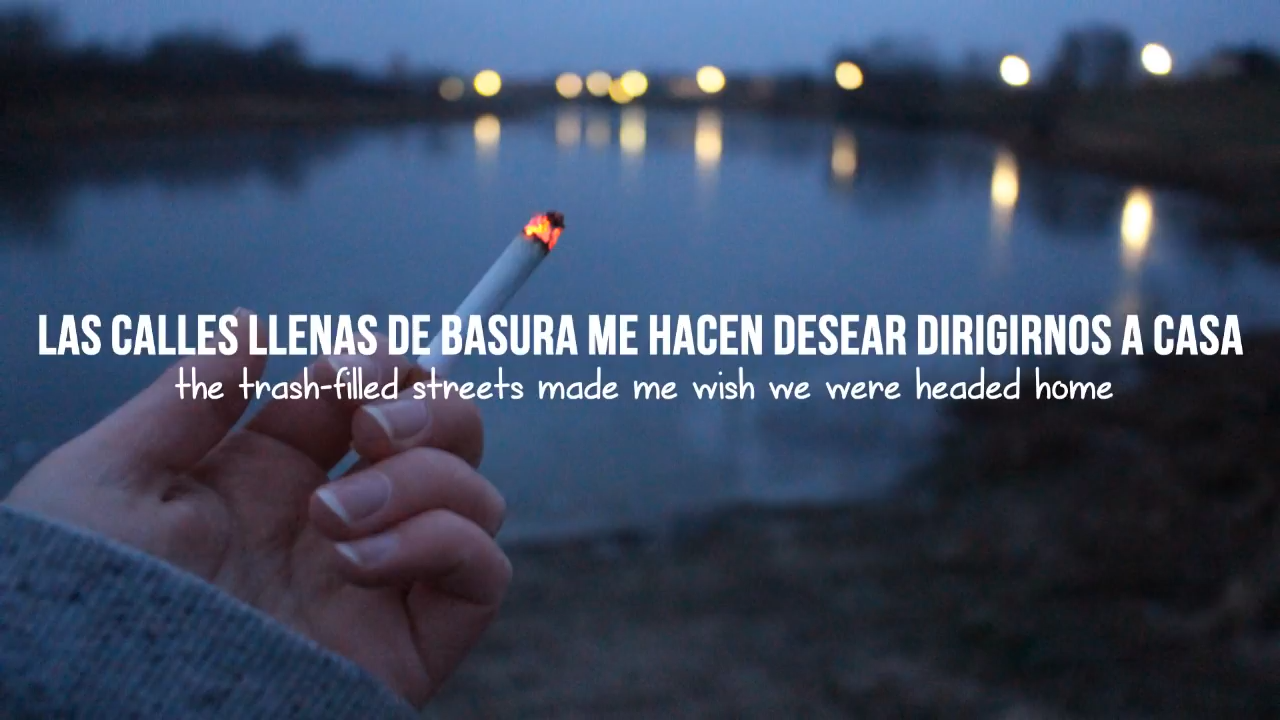 LAS CALLES LLENAS DE BASURA ME HACEN DESEAR DIRIGIRNOS A CASA
the trash-filled streets made me wish we were headed home